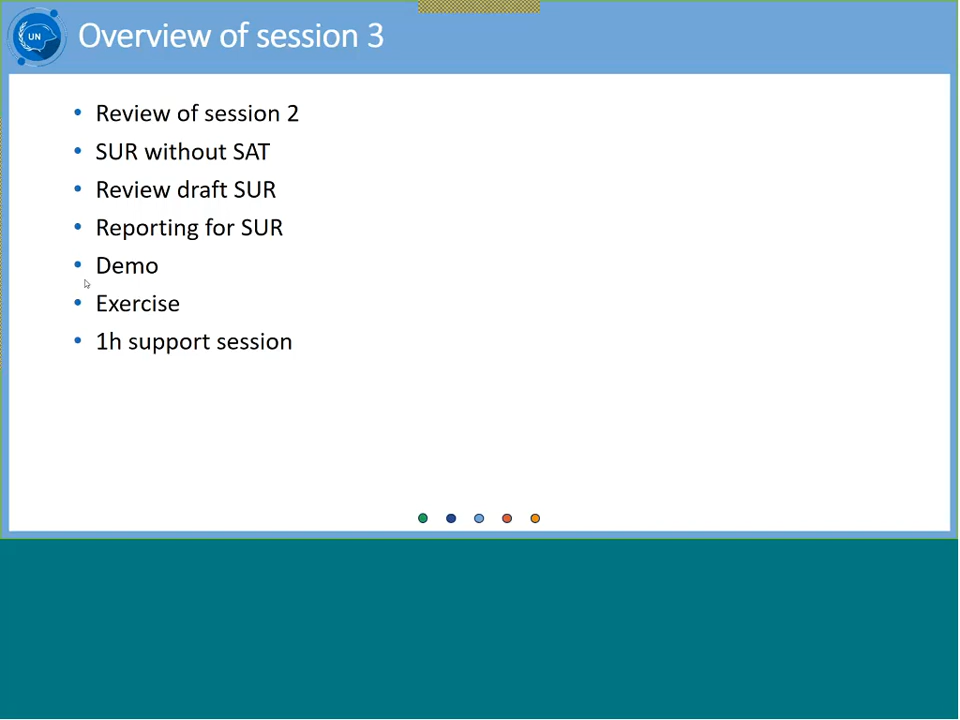 UN
Overview of session 3
• Review of session 2
• SUR without SAT
• Review draft SUR
• Reporting for SUR
• Demo
• Exercise
• 1h support session